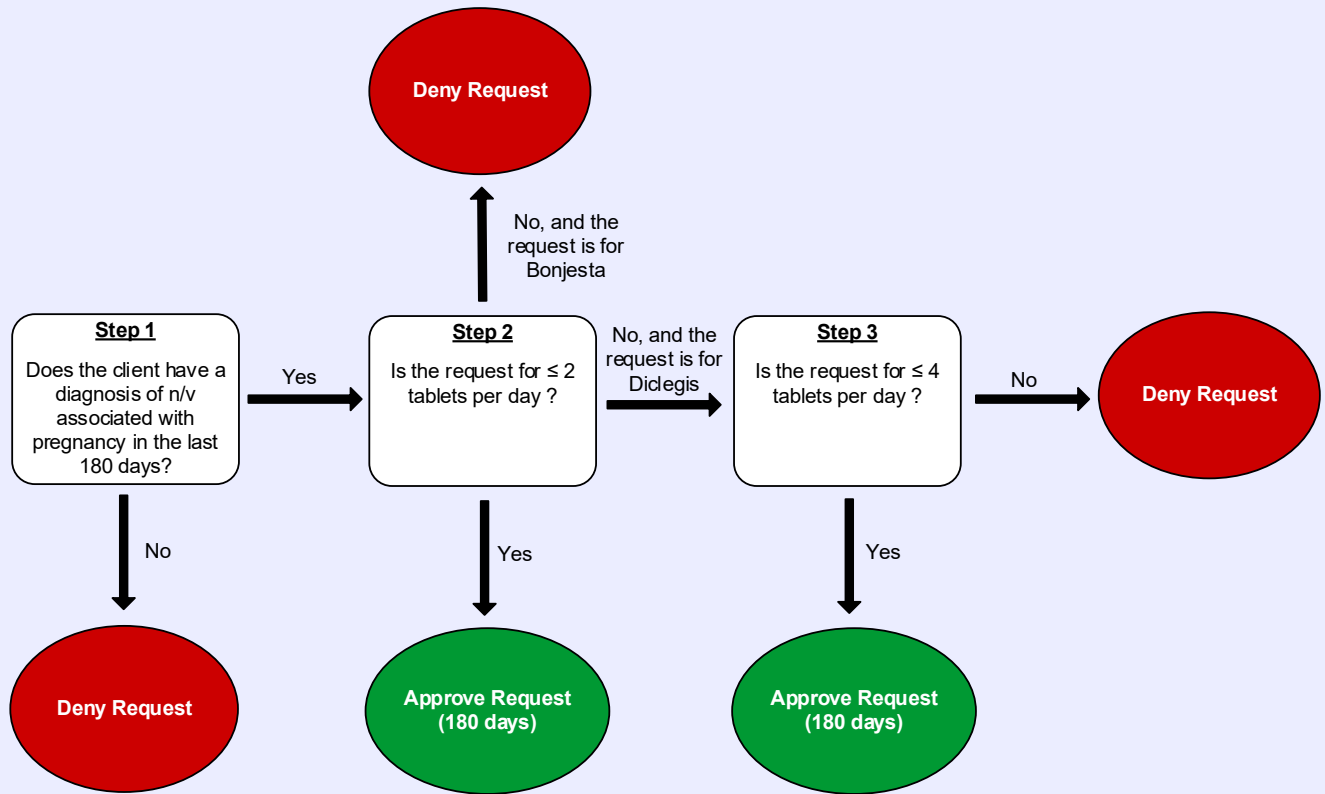 Deny Request
No, and the
request is for
Bonjesta
Step 1
Does the client have a
diagnosis of n/v
associated with
pregnancy in the last
180 days?
Yes
Step 2
Is the request for ≤ 2
tablets per day ?
No, and the
request is for
Diclegis
Step 3
Is the request for ≤ 4
tablets per day ?
No
Deny Request
No
Yes
Yes
Deny Request
Approve Request
(180 days)
Approve Request
(180 days)